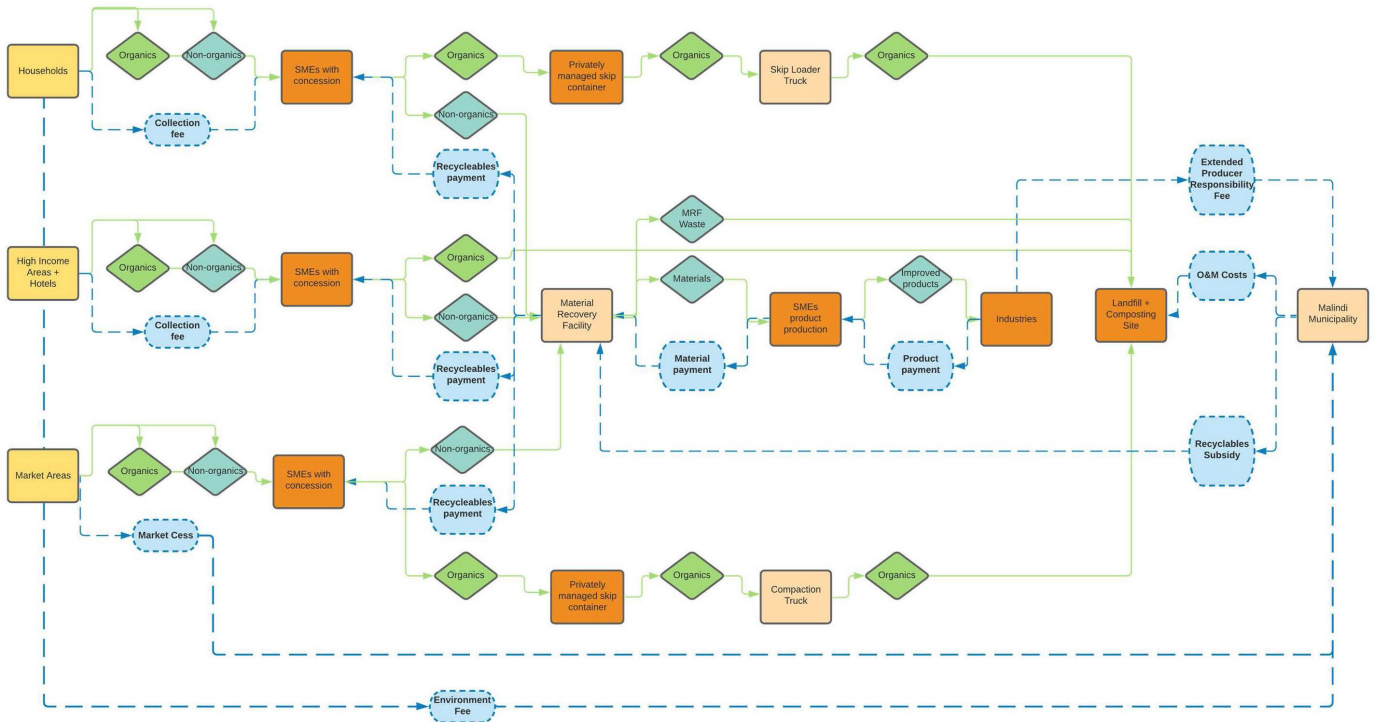 Households
Organics
Non-organics
Collection
fee
SMEs with
concession
Organics
Non-organics
Recycleables
payment
Privately
managed skip
container
Organics
Skip Loader
Truck
Organics
High Income
Areas +
Hotels
Organics
Non-organics
Collection
fee
SMEs with
concession
Organics
Non-organics
Recycleables
payment
Material
Recovery
Facility
MRF
Waste
Materials
Material
payment
SMEs
product
production
Improved
products
Product
payment
Industries
Landfill +
Composting
Site
Extended
Producer
Responsibility
Fee
O&M Costs
Recyclables
Subsidy
Malindi
Municipality
Market Areas
Organics
Non-organics
Market Cess
SMEs with
concession
Non-organics
Recycleables
payment
Organics
Privately
managed skip
container
Organics
Compaction
Truck
Organics
Environment
Fee